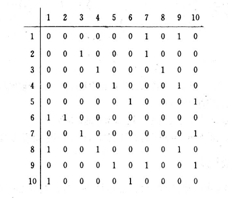 1 2 3 4 5 6 7 8 9 10
1 0 0 0 0 0 0 1 0 1 0
2 0 0 1 0 0 0 1 0 0 0
3 0 0 0 1 0 0 0 1 0 0
4 0 0 0 0 1 0 0 0 1 0
5 0 0 0 0 0 1 0 0 0 1
6 1 1 0 0 0 0 0 0 0 0
7 0 0 1 0 0 0 0 0 0 1
8 1 0 0 1 0 0 0 0 1 0
9 0 0 0 0 1 0 1 0 0 1
10 1 0 0 0 0 1 0 0 0 0